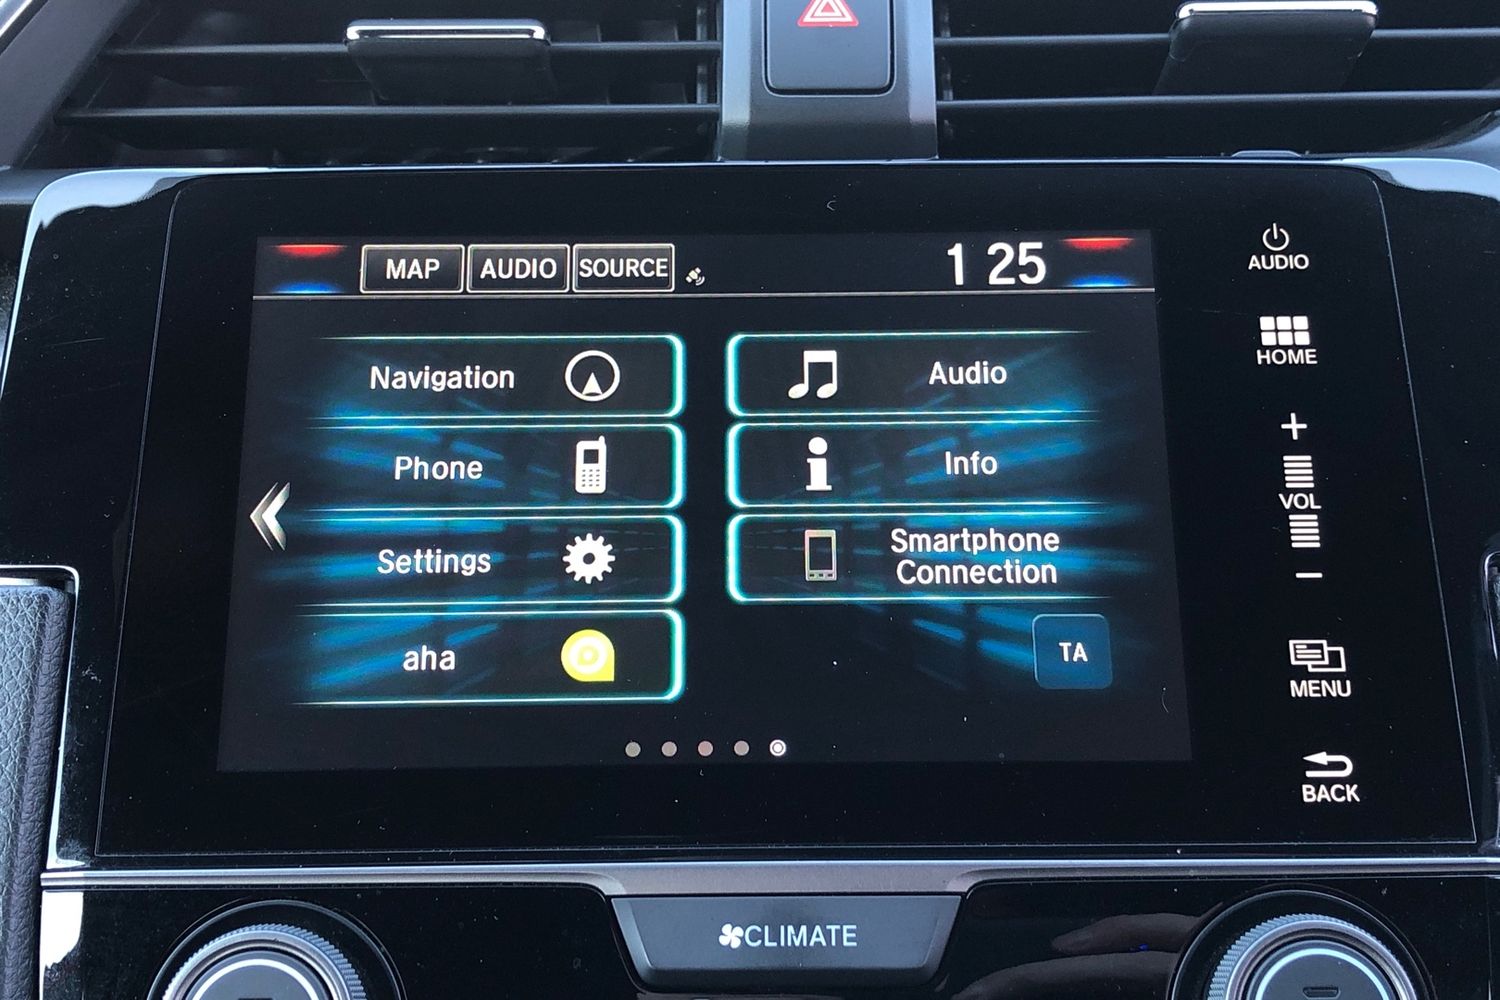 MAP AUDIO SOURCE 1 25
Navigation
Audio
Phone
Info
Settings
Smartphone
Connection
aha
TA
AUDIO
HOME
+
VOL
−
MENU
BACK
CLIMATE